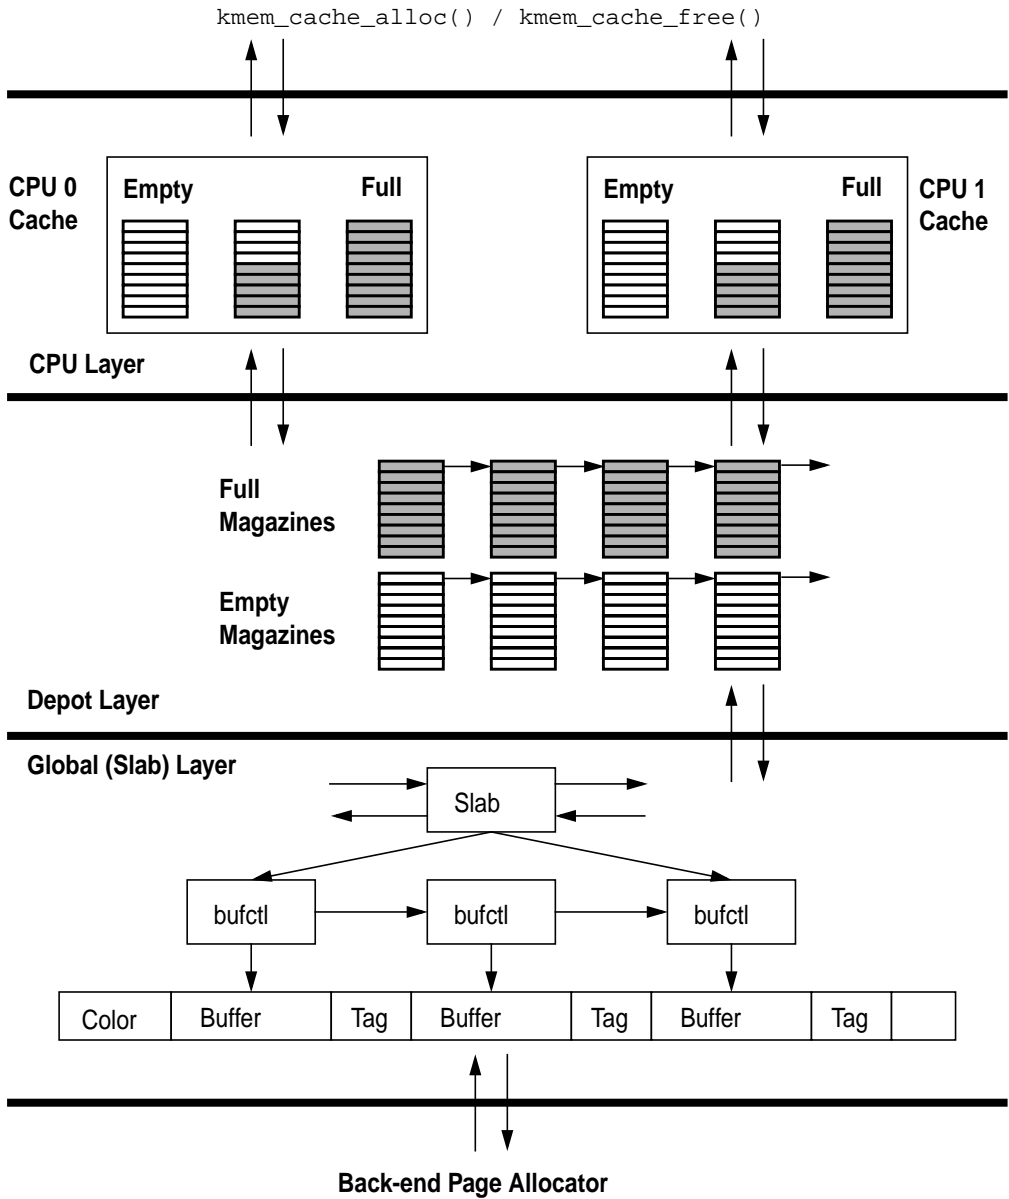 kmem_cache_alloc() / kmem_cache_free()
CPU 0
Cache
Empty
Full
Empty
Full
CPU 1
Cache
CPU Layer
Full
Magazines
Empty
Magazines
Depot Layer
Global (Slab) Layer
Slab
bufctl
bufctl
bufctl
Color
Buffer
Tag
Buffer
Tag
Buffer
Tag
Back-end Page Allocator